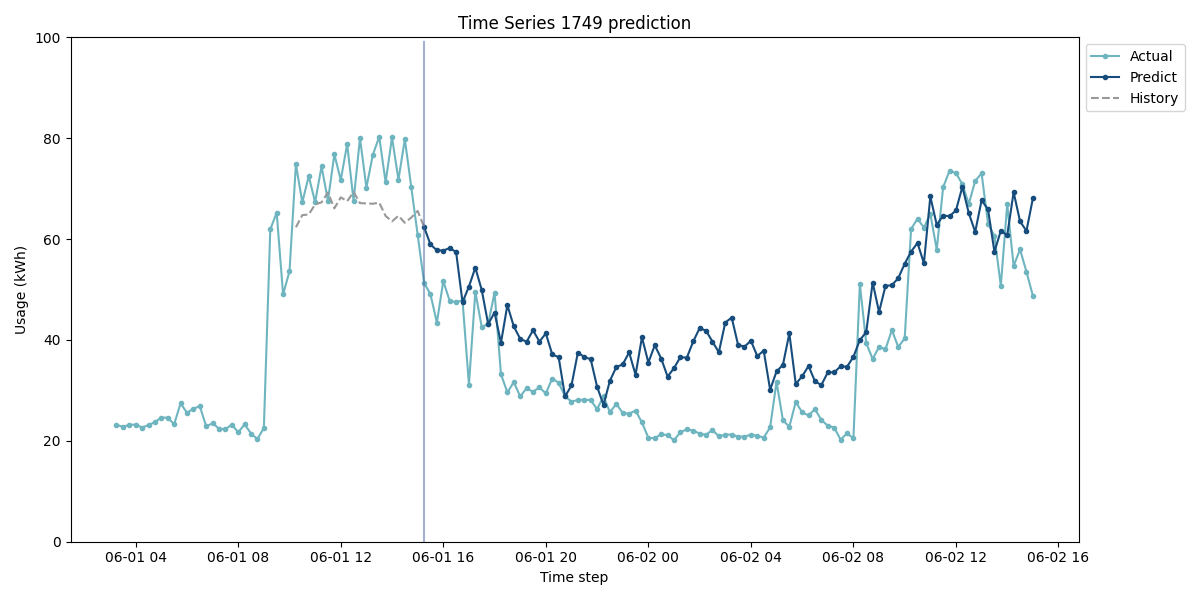 Time Series 1749 prediction
100
80
60
40
20
0
Usage (kWh)
06-01 04
06-01 08
06-01 12
06-01 16
06-01 20
06-02 00
06-02 04
06-02 08
06-02 12
06-02 16
Time step
Actual
Predict
History